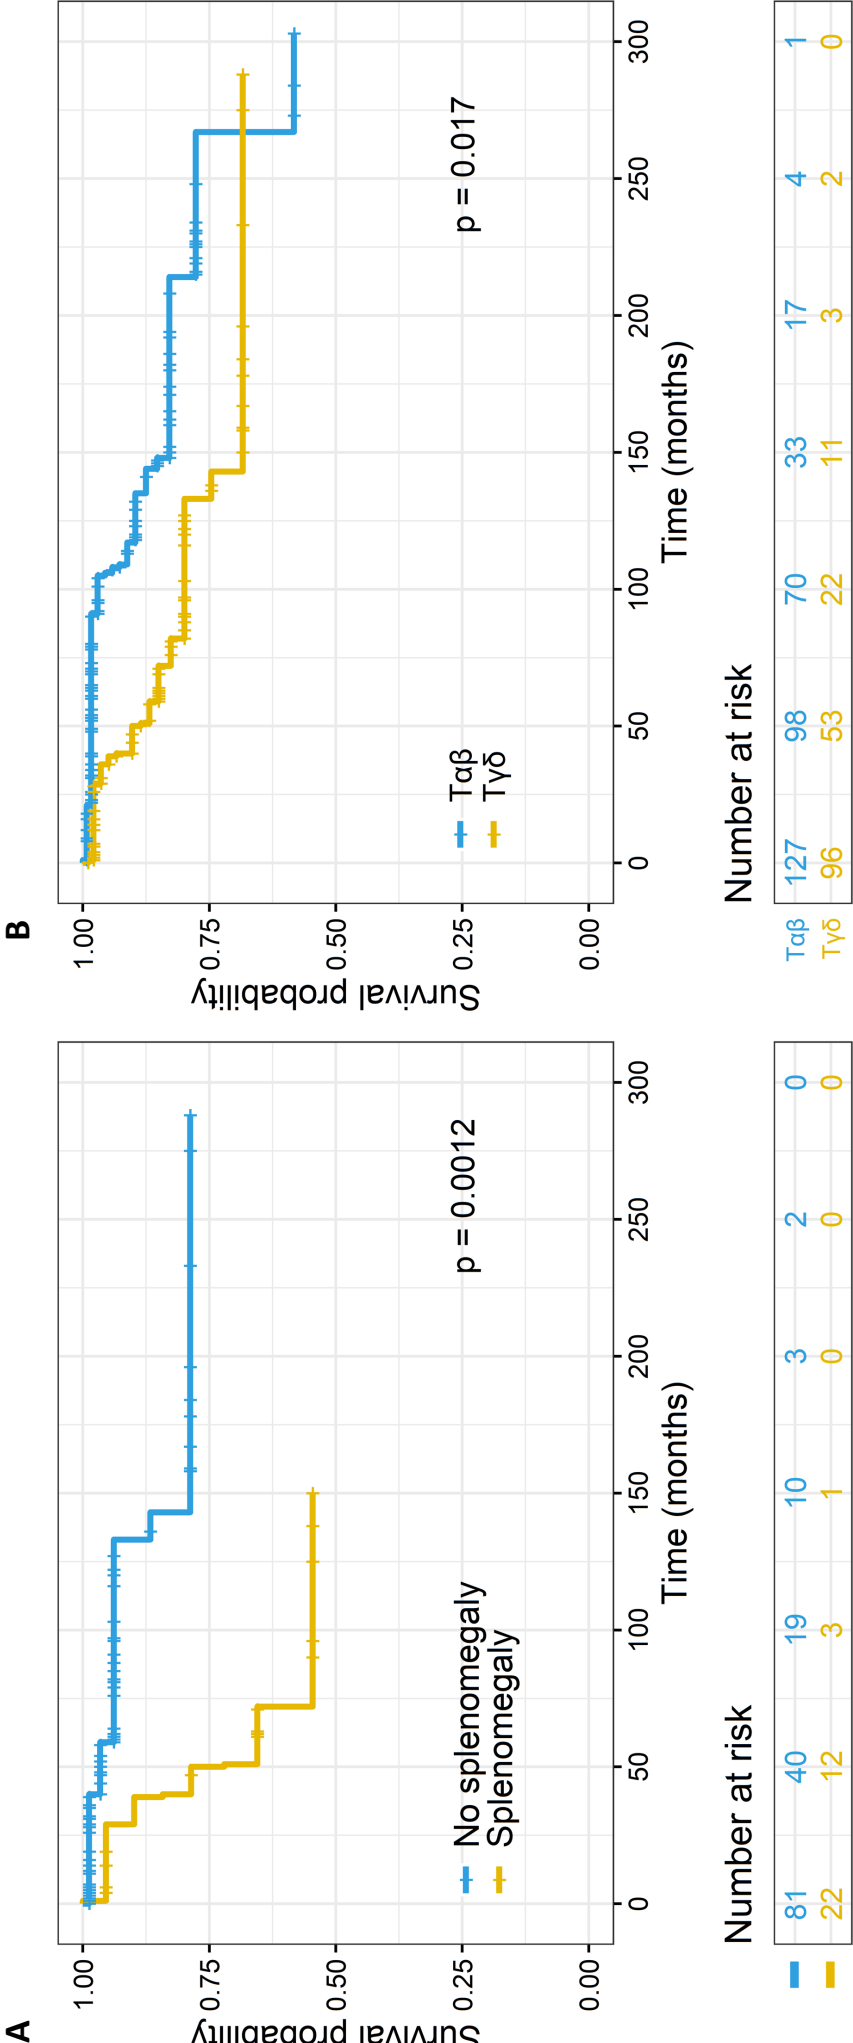 A
Survival probability
1.00
0.75
0.50
0.25
0.00
No splenomegaly
Splenomegaly
p = 0.0012
0 50 100 150 200 250 300
Time (months)
Number at risk
81 40 19 10 3 2 0
22 12 3 1 0 0 0
B
Survival probability
1.00
0.75
0.50
0.25
0.00
Tαβ
Tγδ
p = 0.017
0 50 100 150 200 250 300
Time (months)
Number at risk
Tαβ 127 98 70 33 17 4 1
Tγδ 96 53 22 11 3 2 0